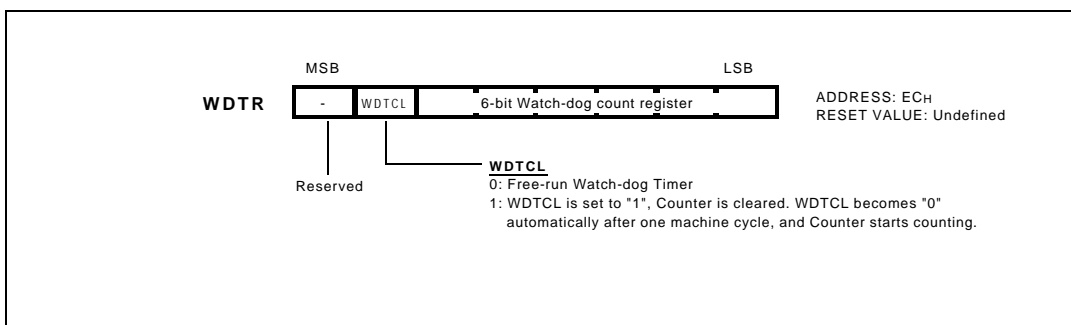 MSB LSB
WDTR - WDTCL 6-bit Watch-dog count register ADDRESS: ECH
RESET VALUE: Undefined
Reserved
WDTCL
0: Free-run Watch-dog Timer
1: WDTCL is set to "1", Counter is cleared. WDTCL becomes "0"
automatically after one machine cycle, and Counter starts counting.